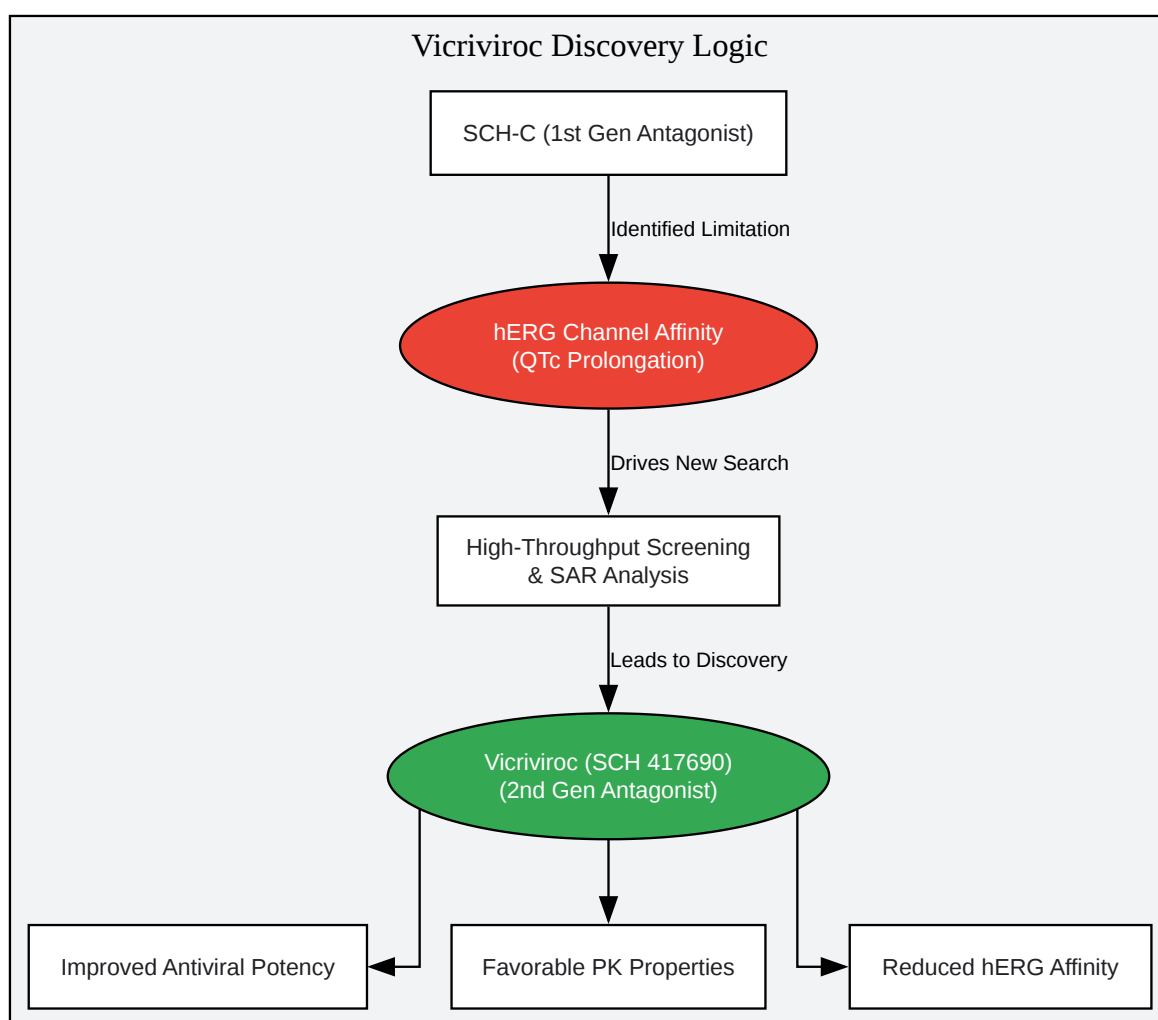 Vicriviroc Discovery Logic
SCH-C (1st Gen Antagonist)
Identified Limitation
hERG Channel Affinity
(QTc Prolongation)
Drives New Search
High-Throughput Screening
& SAR Analysis
Leads to Discovery
Vicriviroc (SCH 417690)
(2nd Gen Antagonist)
Improved Antiviral Potency
Favorable PK Properties
Reduced hERG Affinity